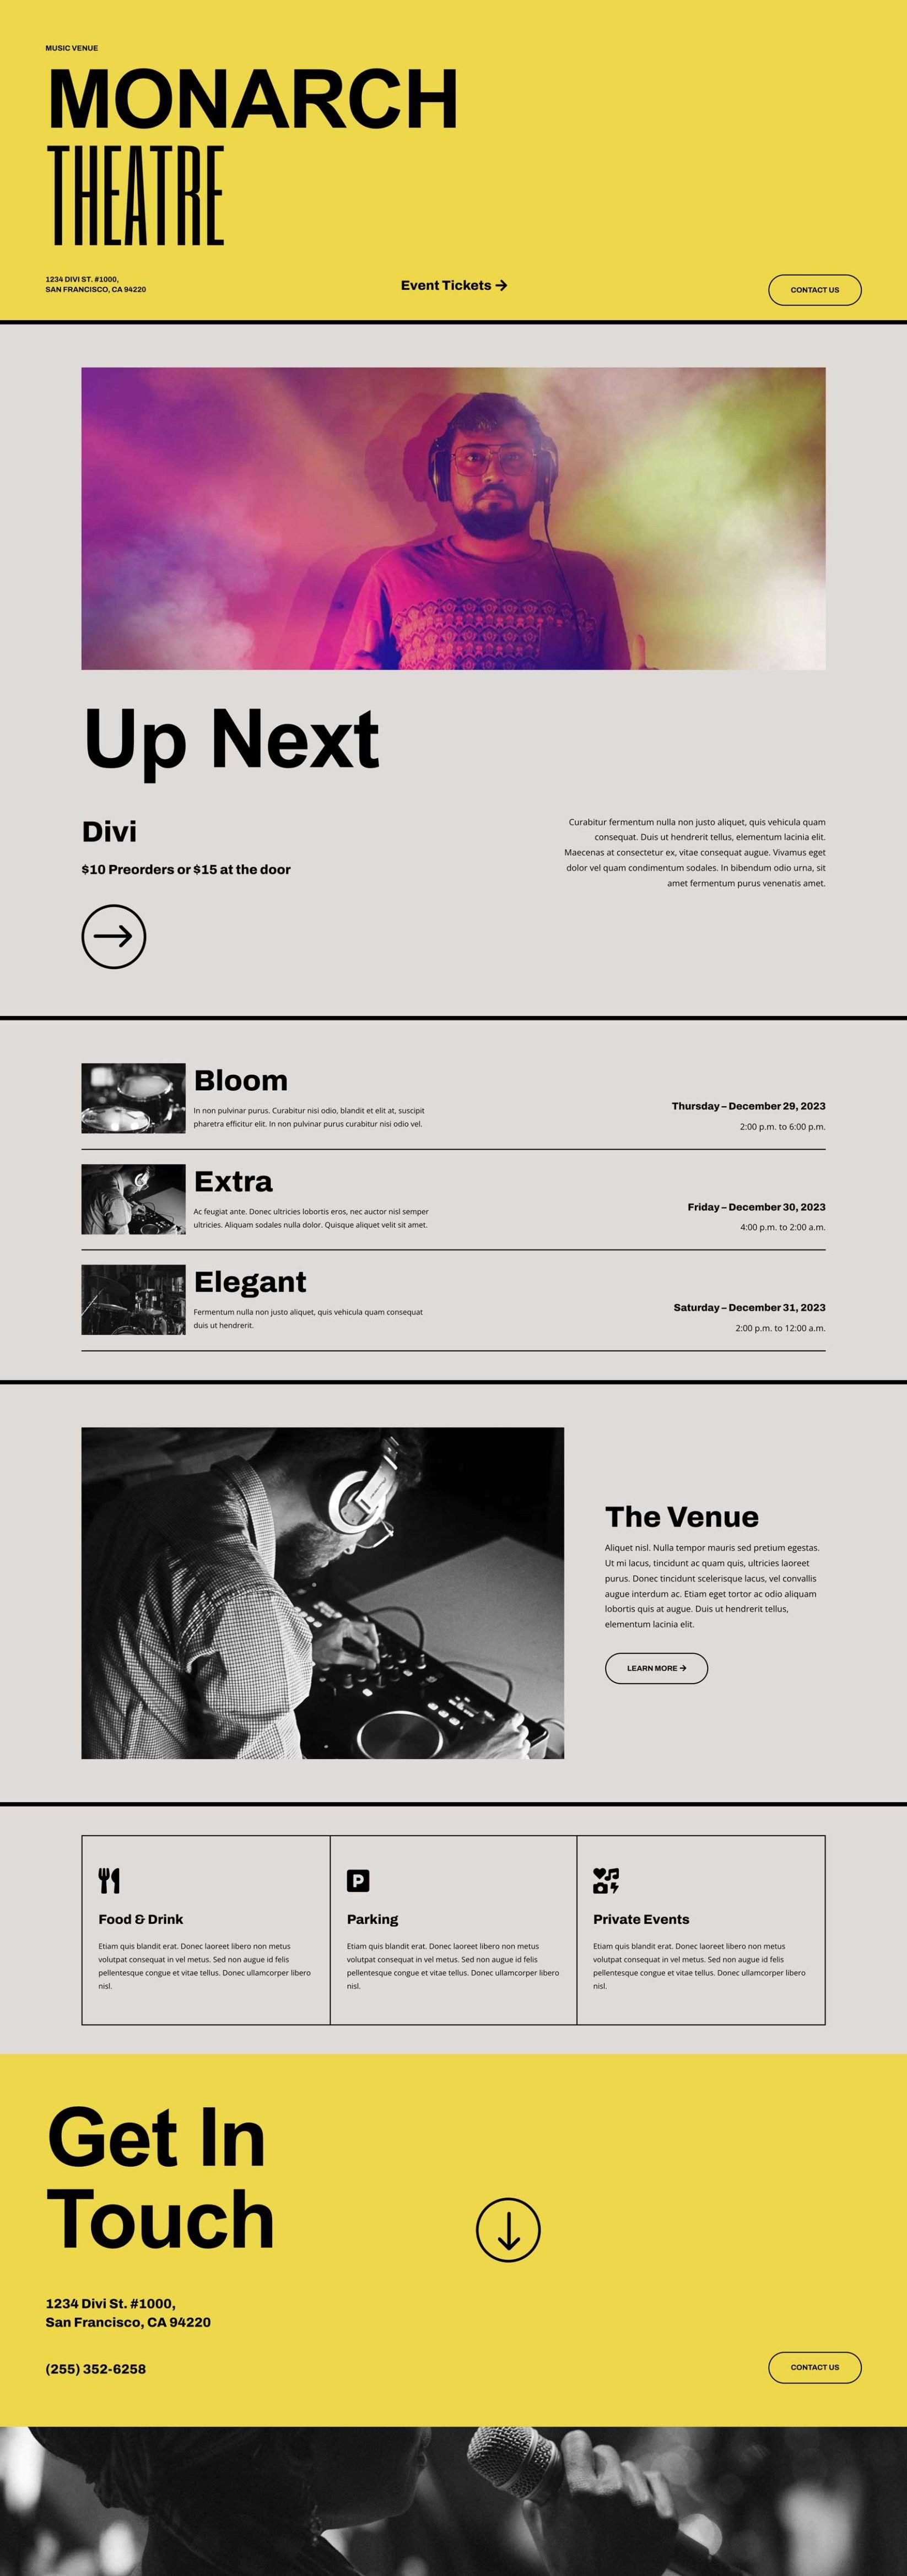 MUSIC VENUE
MONARCH
THEATRE
1234 DIVI ST. #1000,
SAN FRANCISCO, CA 94220
Event Tickets →
CONTACT US
Up Next
Divi
$10 Preorders or $15 at the door
Curabitur fermentum nulla non justo aliquet, quis vehicula quam
consequat. Duis ut hendrerit tellus, elementum lacinia elit.
Maecenas at consectetur ex, vitae consequat augue. Vivamus eget
dolor vel quam condimentum sodales. In bibendum odio urna, sit
amet fermentum purus venenatis amet.
Bloom
In non pulvinar purus. Curabitur nisi odio, blandit et elit at, suscipit
pharetra efficitur elit. In non pulvinar purus curabitur nisi odio vel.
Thursday – December 29, 2023
2:00 p.m. to 6:00 p.m.
Extra
Ac feugiat ante. Donec ultricies lobortis eros, nec auctor nisl semper
ultricies. Aliquam sodales nulla dolor. Quisque aliquet velit sit amet.
Friday – December 30, 2023
4:00 p.m. to 2:00 a.m.
Elegant
Fermentum nulla non justo aliquet, quis vehicula quam consequat
duis ut hendrerit.
Saturday – December 31, 2023
2:00 p.m. to 12:00 a.m.
The Venue
Aliquet nisl. Nulla tempor mauris sed pretium egestas.
Ut mi lacus, tincidunt ac quam quis, ultricies laoreet
purus. Donec tincidunt scelerisque lacus, vel convallis
augue interdum ac. Etiam eget tortor ac odio aliquam
lobortis quis at augue. Duis ut hendrerit tellus,
elementum lacinia elit.
LEARN MORE →
Food & Drink
Etiam quis blandit erat. Donec laoreet libero non metus
volutpat consequat in vel metus. Sed non augue id felis
pellentesque congue et vitae tellus. Donec ullamcorper libero
nisl.
Parking
Etiam quis blandit erat. Donec laoreet libero non metus
volutpat consequat in vel metus. Sed non augue id felis
pellentesque congue et vitae tellus. Donec ullamcorper libero
nisl.
Private Events
Etiam quis blandit erat. Donec laoreet libero non metus
volutpat consequat in vel metus. Sed non augue id felis
pellentesque congue et vitae tellus. Donec ullamcorper libero
nisl.
Get In
Touch
1234 Divi St. #1000,
San Francisco, CA 94220
(255) 352-6258
CONTACT US